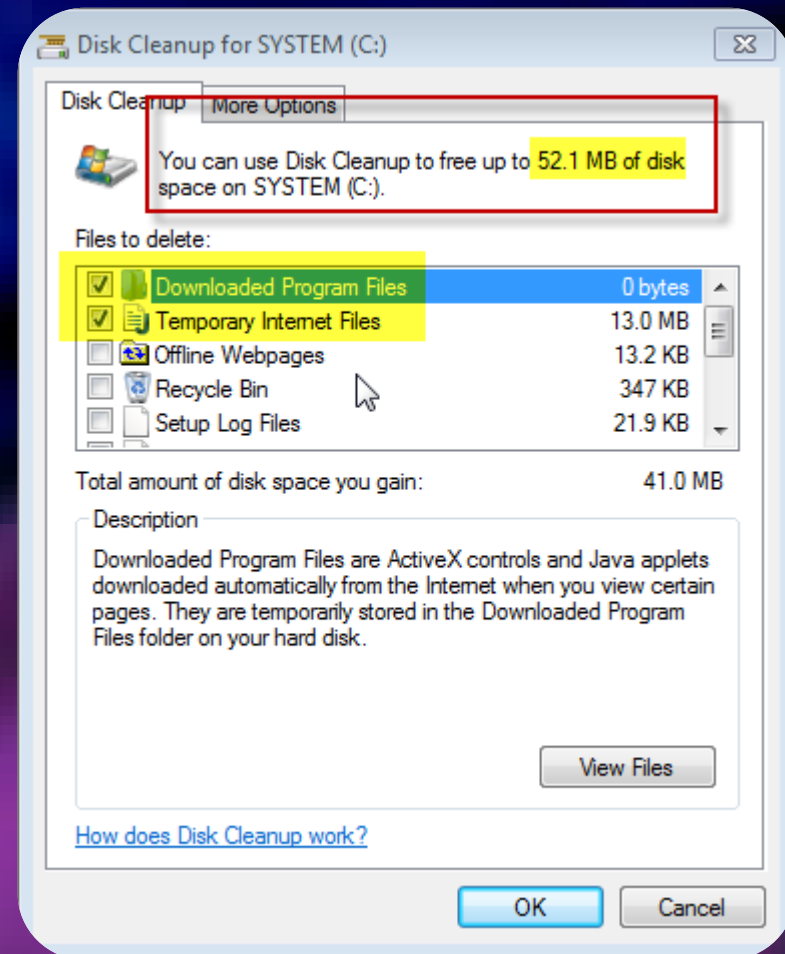 Disk Cleanup for SYSTEM (C:)
Disk Cleanup More Options
You can use Disk Cleanup to free up to 52.1 MB of disk
space on SYSTEM (C:).
Files to delete:
Downloaded Program Files 0 bytes
Temporary Internet Files 13.0 MB
Offline Webpages 13.2 KB
Recycle Bin 347 KB
Setup Log Files 21.9 KB
Total amount of disk space you gain: 41.0 MB
Description
Downloaded Program Files are ActiveX controls and Java applets
downloaded automatically from the Internet when you view certain
pages. They are temporarily stored in the Downloaded Program
Files folder on your hard disk.
View Files
How does Disk Cleanup work?
OK Cancel